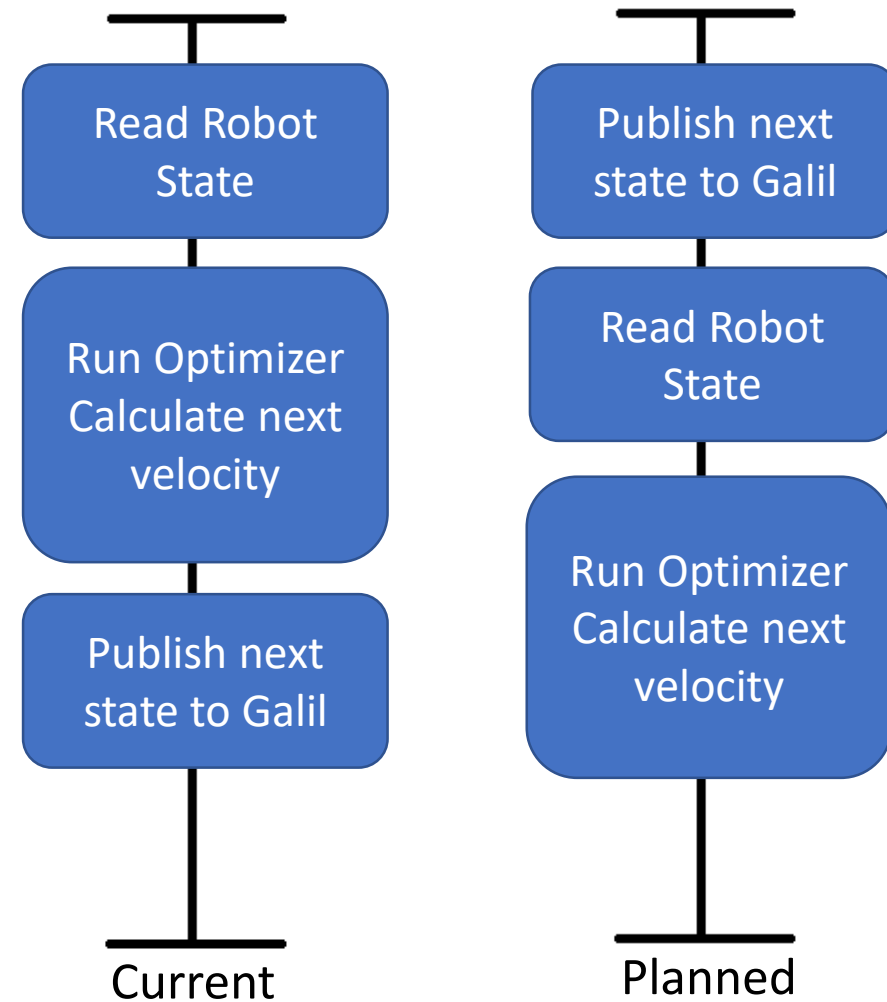 Read Robot
State
Run Optimizer
Calculate next
velocity
Publish next
state to Galil
Current
Publish next
state to Galil
Read Robot
State
Run Optimizer
Calculate next
velocity
Planned